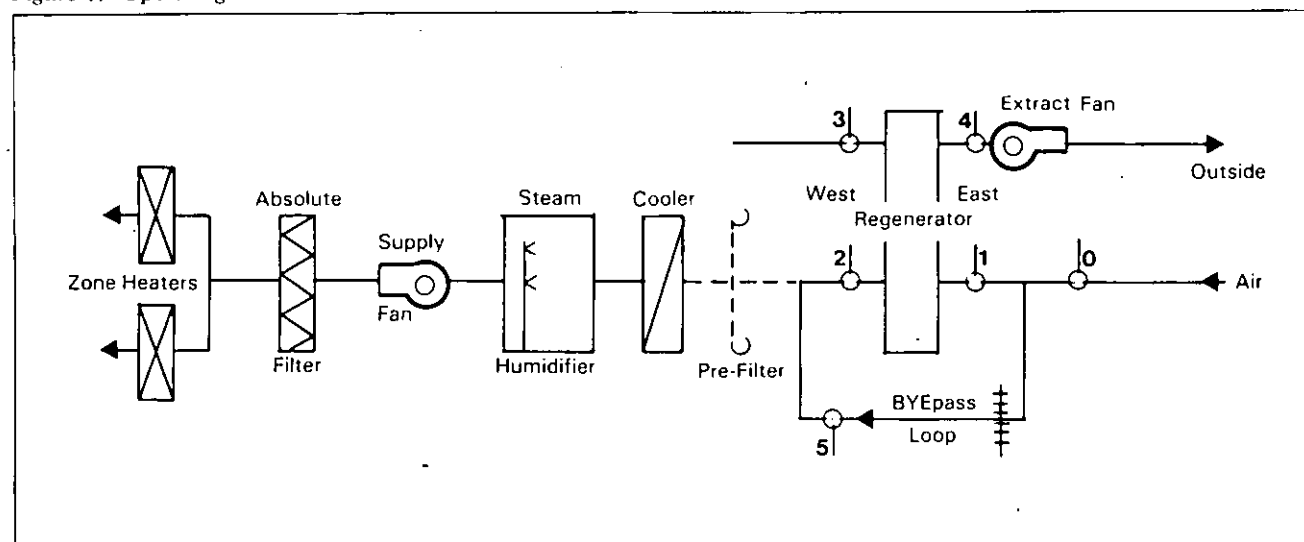 3
4
Extract Fan
Outside
West
East
Regenerator
Absolute
Steam
Cooler
Supply
2
1
0
Zone Heaters
Air
Fan
Filter
Humidifier
Pre-Filter
BYEpass
Loop
5